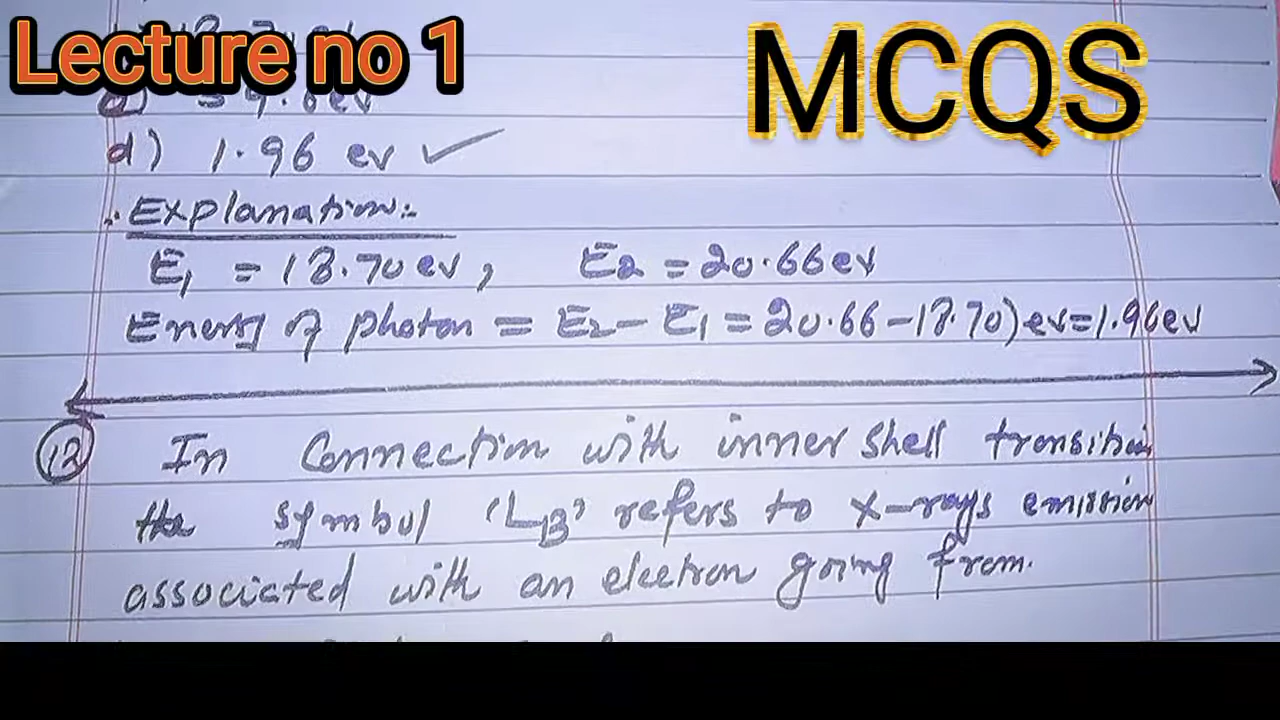 Lecture no 1
MCQS
d) 1.96 ev ✓
Explanation:-
E₁ = 18.70 ev, E₂ = 20.66 ev
Energy of photon = E₂ - E₁ = 20.66 - 18.70) ev = 1.96 ev
In Connection with inner shell transition
the symbol 'Lβ' refers to x-rays emission
associated with an electron going from.